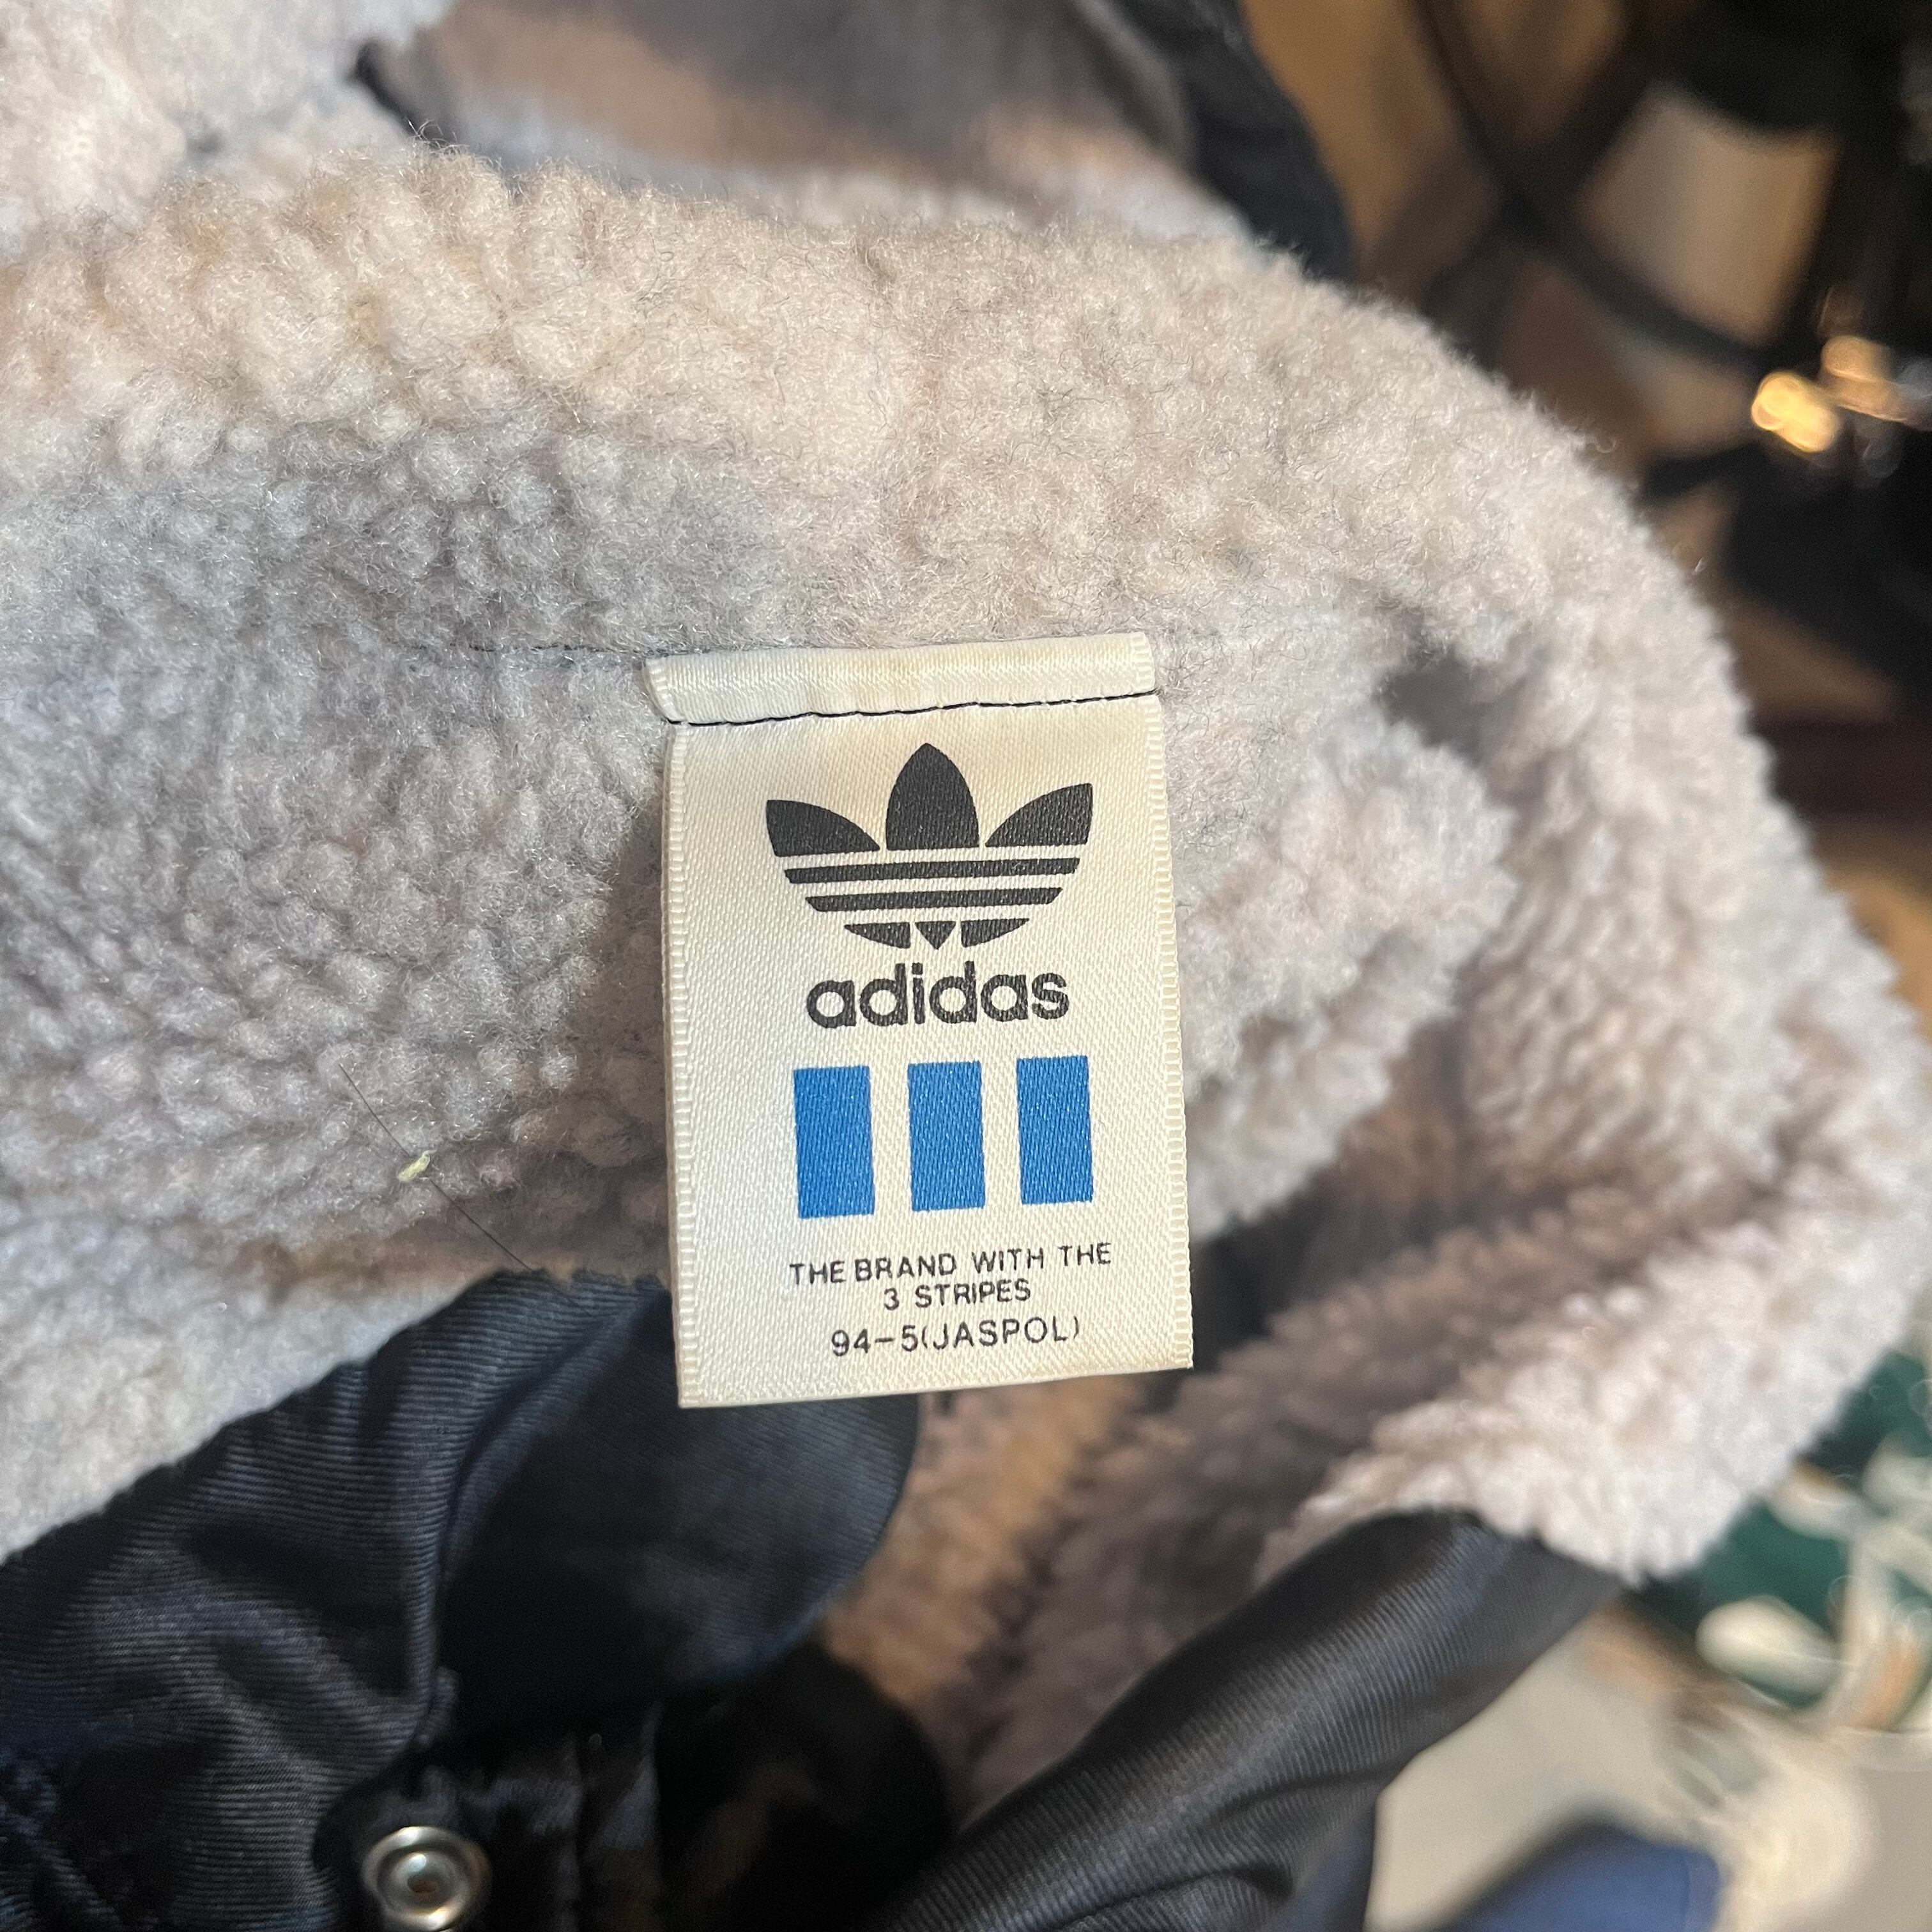 adidas
THE BRAND WITH THE
3 STRIPES
94-5(JASPOL)